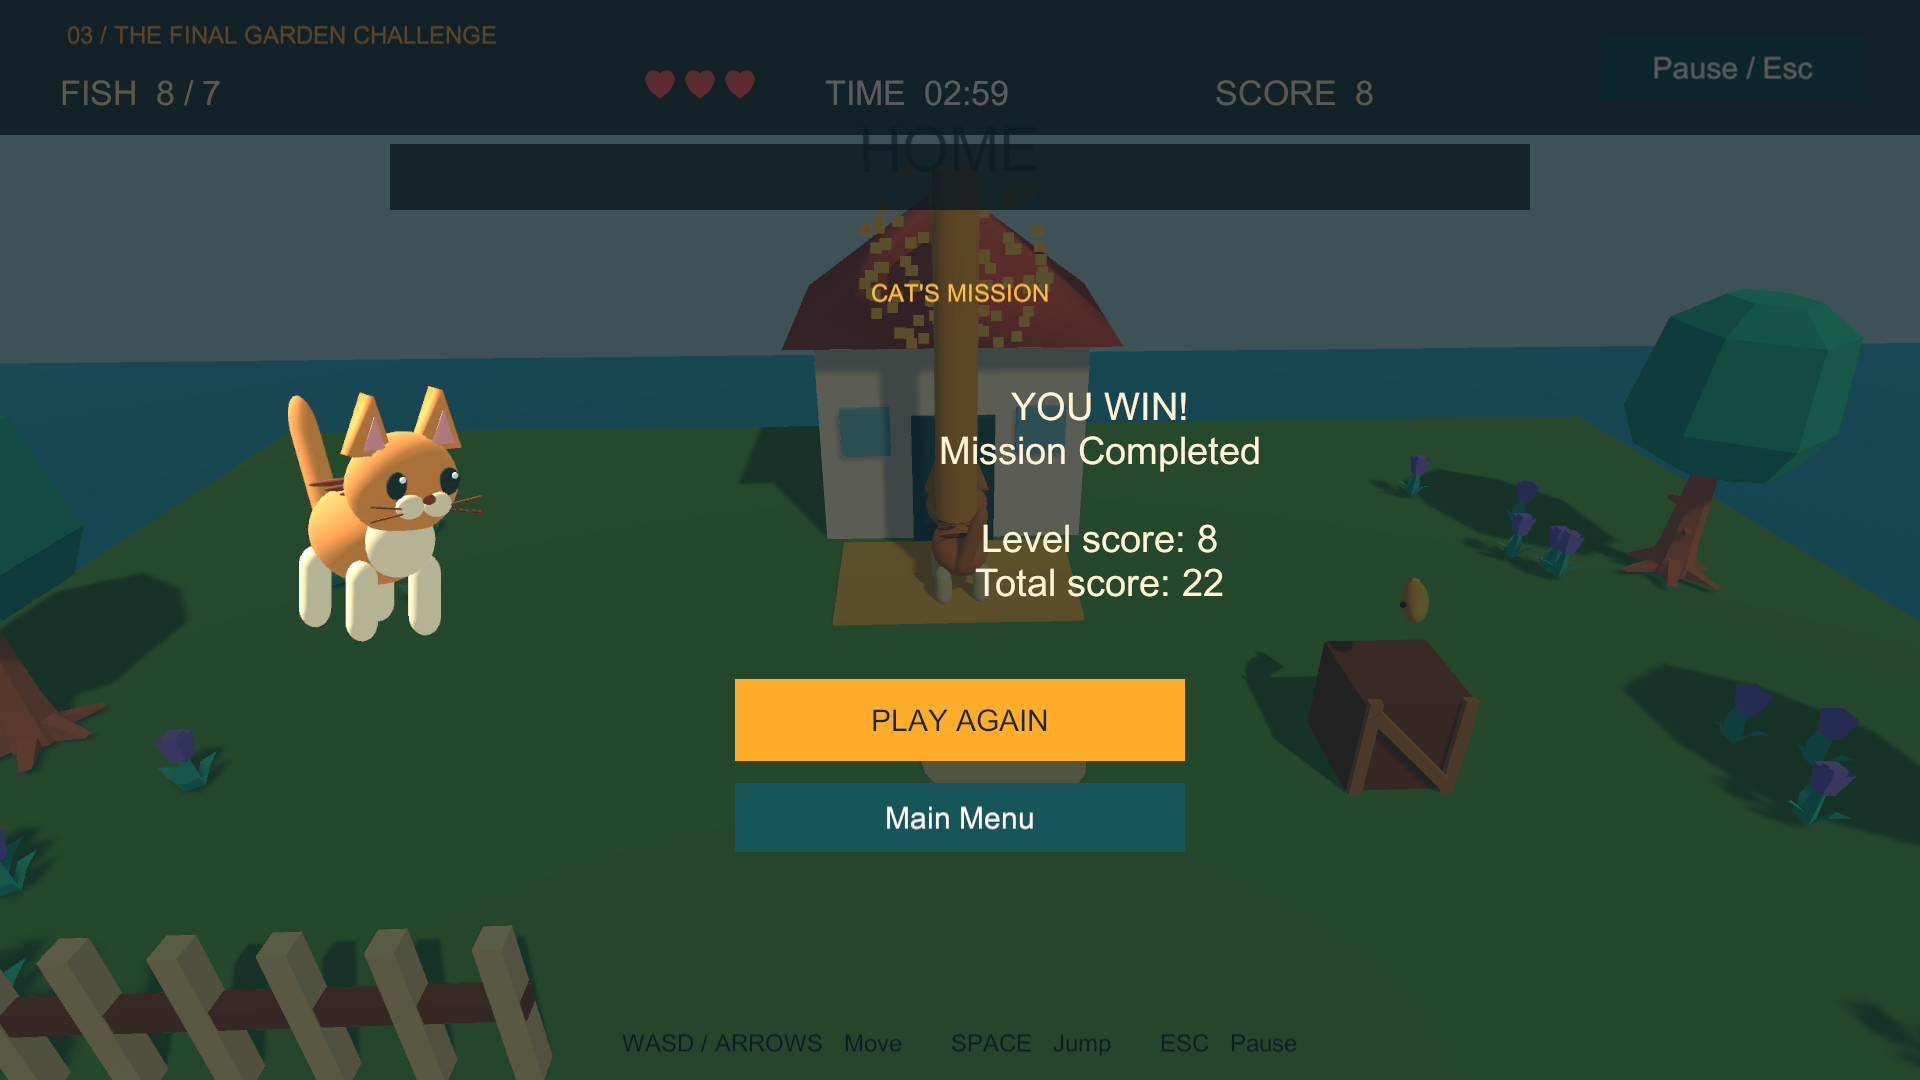 03 / THE FINAL GARDEN CHALLENGE
FISH 8 / 7
TIME 02:59
SCORE 8
Pause / Esc
HOME
CAT'S MISSION
YOU WIN!
Mission Completed
Level score: 8
Total score: 22
PLAY AGAIN
Main Menu
WASD / ARROWS Move SPACE Jump ESC Pause